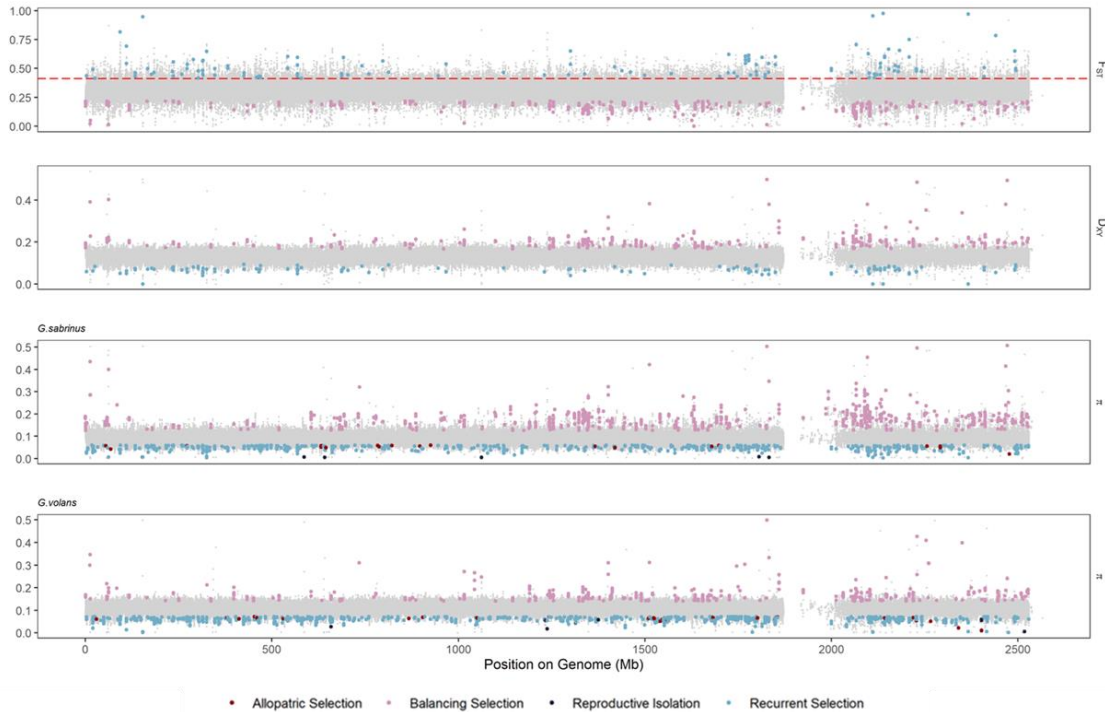 1.00
0.75
0.50
0.25
0.00
FST
0.4
0.2
0.0
DXY
G.sabrinus
0.5
0.4
0.3
0.2
0.1
0.0
π
G.volans
0.5
0.4
0.3
0.2
0.1
0.0
π
0 500 1000 1500 2000 2500
Position on Genome (Mb)
Allopatric Selection Balancing Selection Reproductive Isolation Recurrent Selection